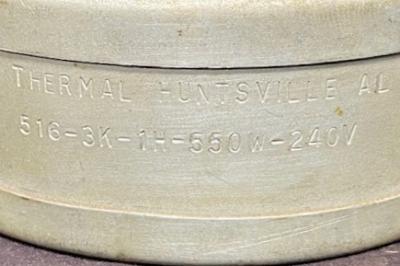 THERMAL HUNTSVILLE AL
516-3K-1H-550W-240V